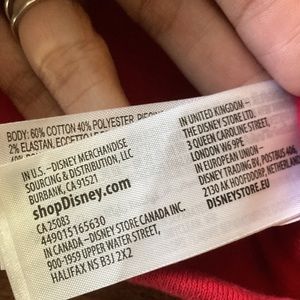 BODY: 60% COTTON 40% POLYESTER,
2% ELASTAN,
IN U.S.–DISNEY MERCHANDISE
SOURCING & DISTRIBUTION, LLC
BURBANK, CA 91521
shopDisney.com
CA 25083
449015165630
IN CANADA–DISNEY STORE CANADA INC.
900-1959 UPPER WATER STREET,
HALIFAX NS B3J 2X2
IN UNITED KINGDOM–
THE DISNEY STORE LTD.
3 QUEEN CAROLINE STREET,
LONDON W6 9PE
IN EUROPEAN UNION–
DISNEY TRADING BV, POSTBUS 406,
2130 AK HOOFDDORP, NETHERLANDS
DISNEYSTORE.EU